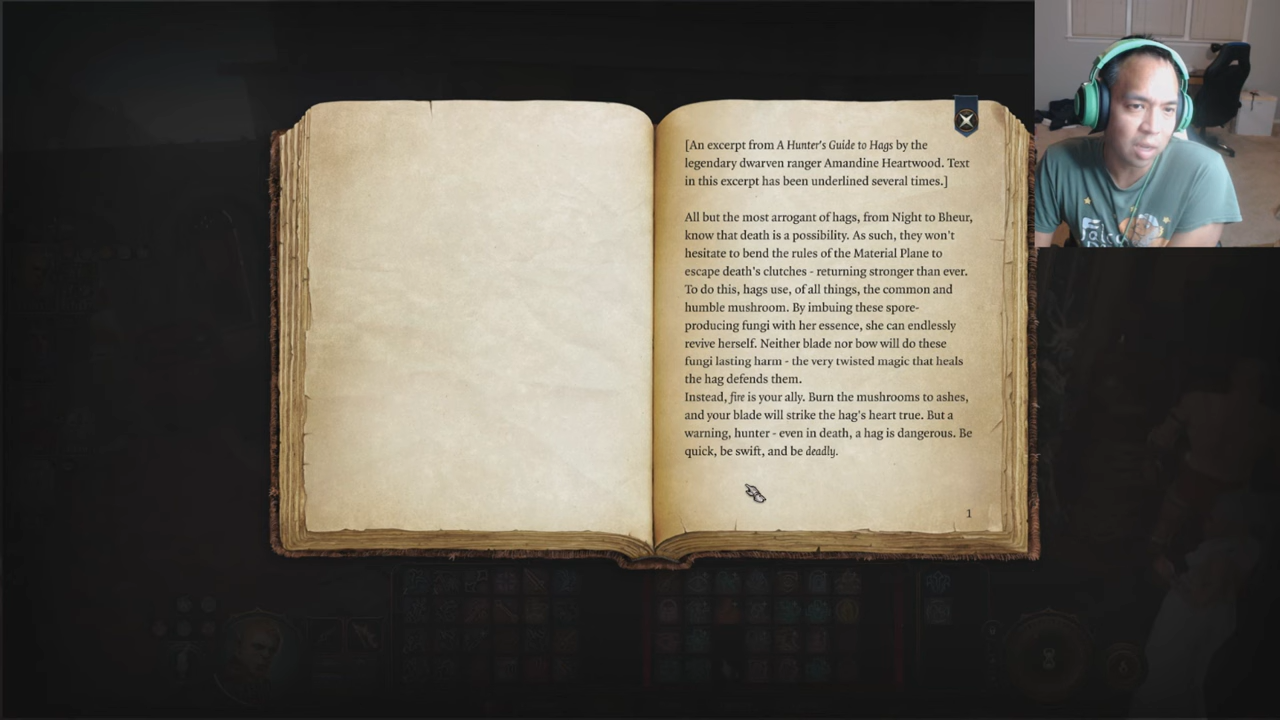 [An excerpt from A Hunter's Guide to Hags by the
legendary dwarven ranger Amandine Heartwood. Text
in this excerpt has been underlined several times.]
All but the most arrogant of hags, from Night to Bheur,
know that death is a possibility. As such, they won't
hesitate to bend the rules of the Material Plane to
escape death's clutches - returning stronger than ever.
To do this, hags use, of all things, the common and
humble mushroom. By imbuing these spore-
producing fungi with her essence, she can endlessly
revive herself. Neither blade nor bow will do these
fungi lasting harm - the very twisted magic that heals
the hag defends them.
Instead, fire is your ally. Burn the mushrooms to ashes,
and your blade will strike the hag's heart true. But a
warning, hunter - even in death, a hag is dangerous. Be
quick, be swift, and be deadly.
1